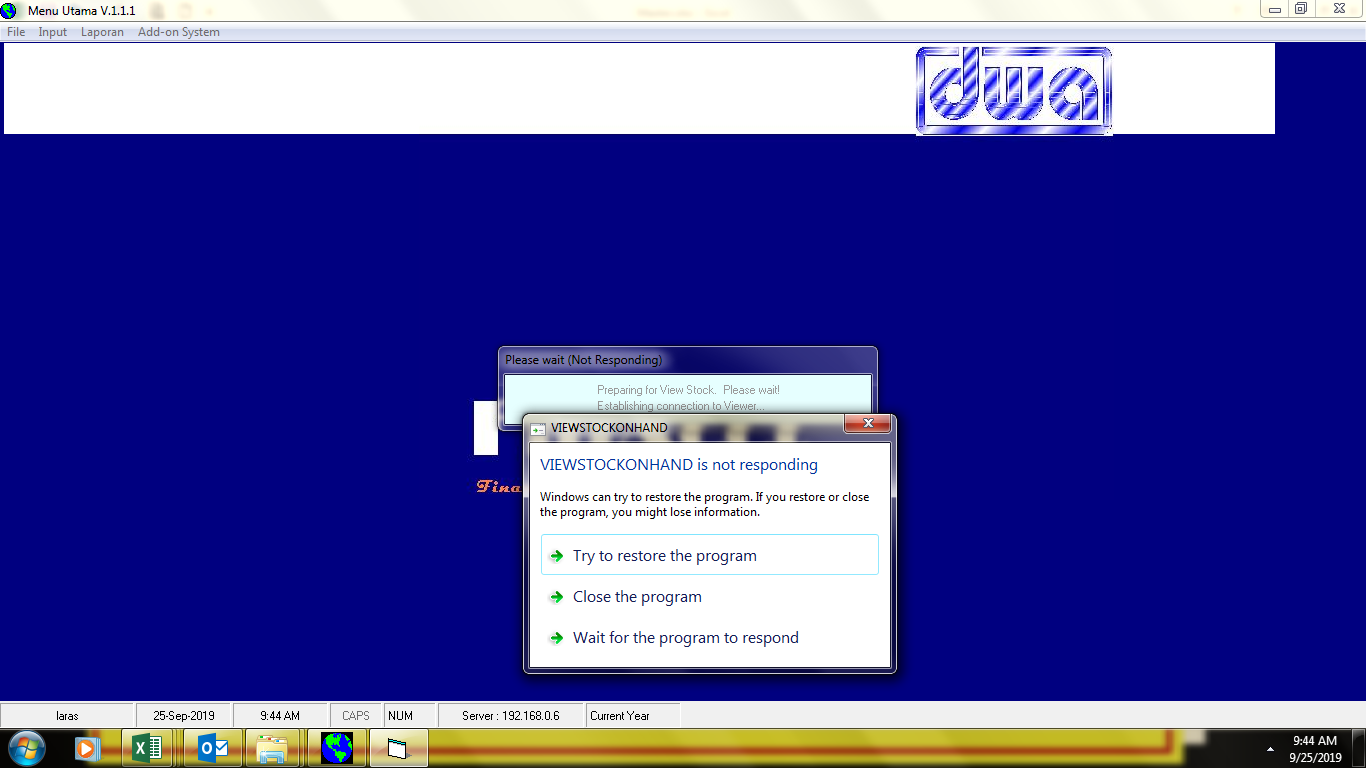 Menu Utama V.1.1.1
File Input Laporan Add-on System
dwa
Please wait (Not Responding)
Preparing for View Stock. Please wait!
Establishing connection to Viewer...
VIEWSTOCKONHAND
VIEWSTOCKONHAND is not responding
Windows can try to restore the program. If you restore or close
the program, you might lose information.
Try to restore the program
Close the program
Wait for the program to respond
laras 25-Sep-2019 9:44 AM CAPS NUM Server : 192.168.0.6 Current Year
9:44 AM
9/25/2019